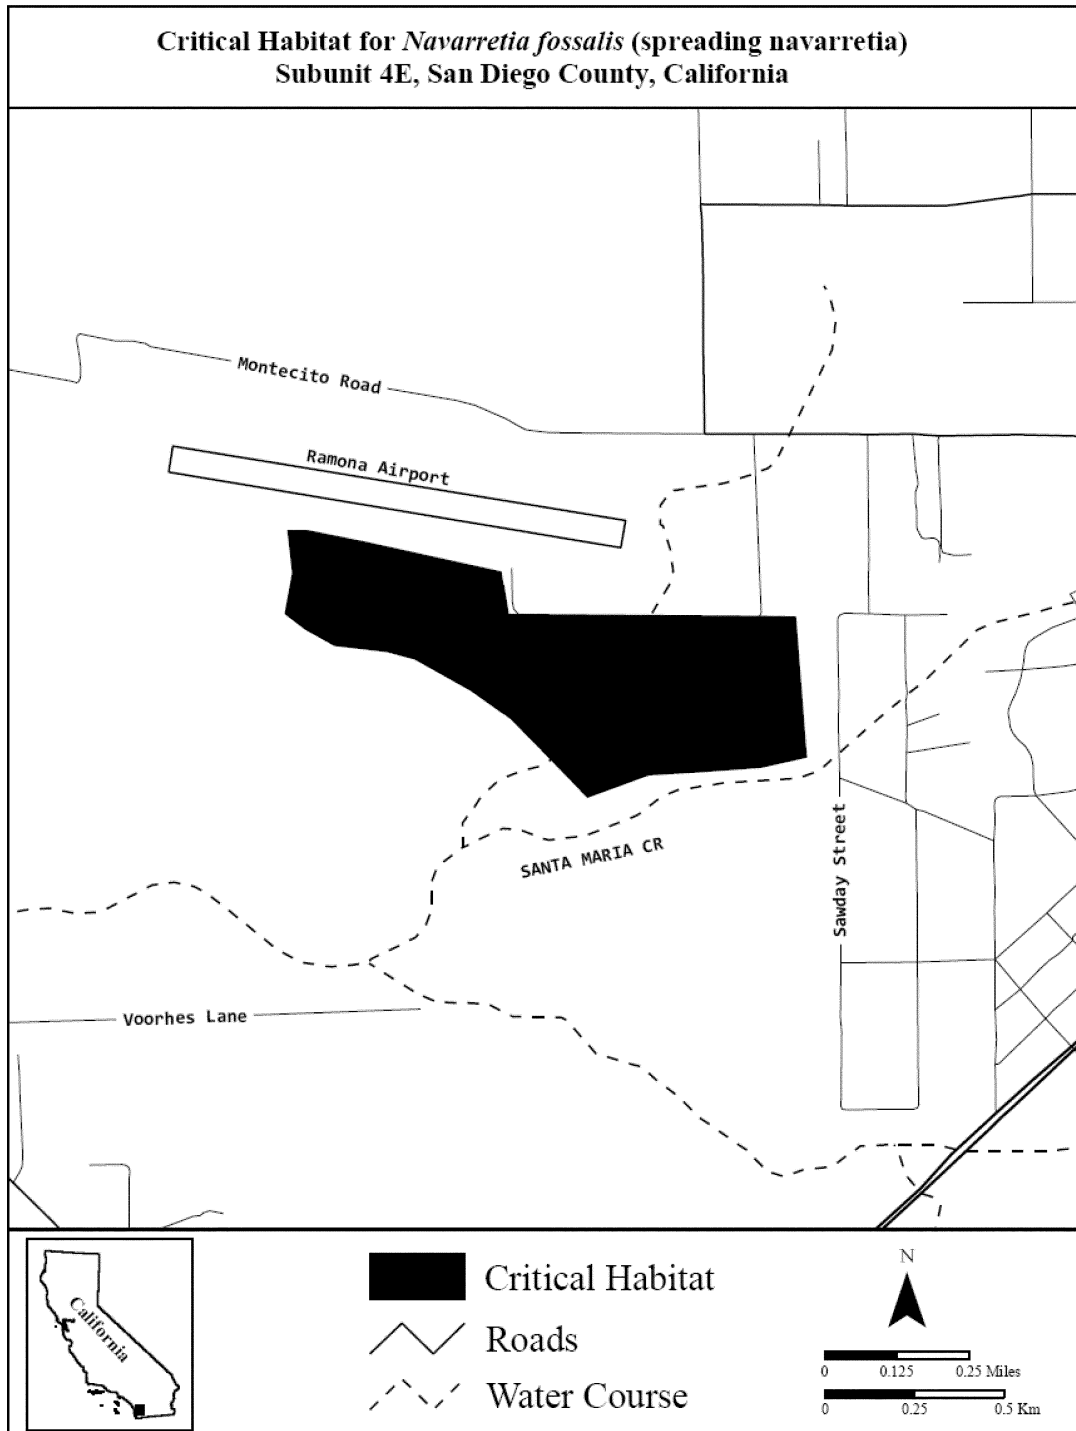 Critical Habitat for Navarretia fossalis (spreading navarretia)
Subunit 4E, San Diego County, California
Montecito Road
Ramona Airport
SANTA MARIA CR
Sawday Street
Voorhes Lane
California
Critical Habitat
Roads
Water Course
N
0 0.125 0.25 Miles
0 0.25 0.5 Km